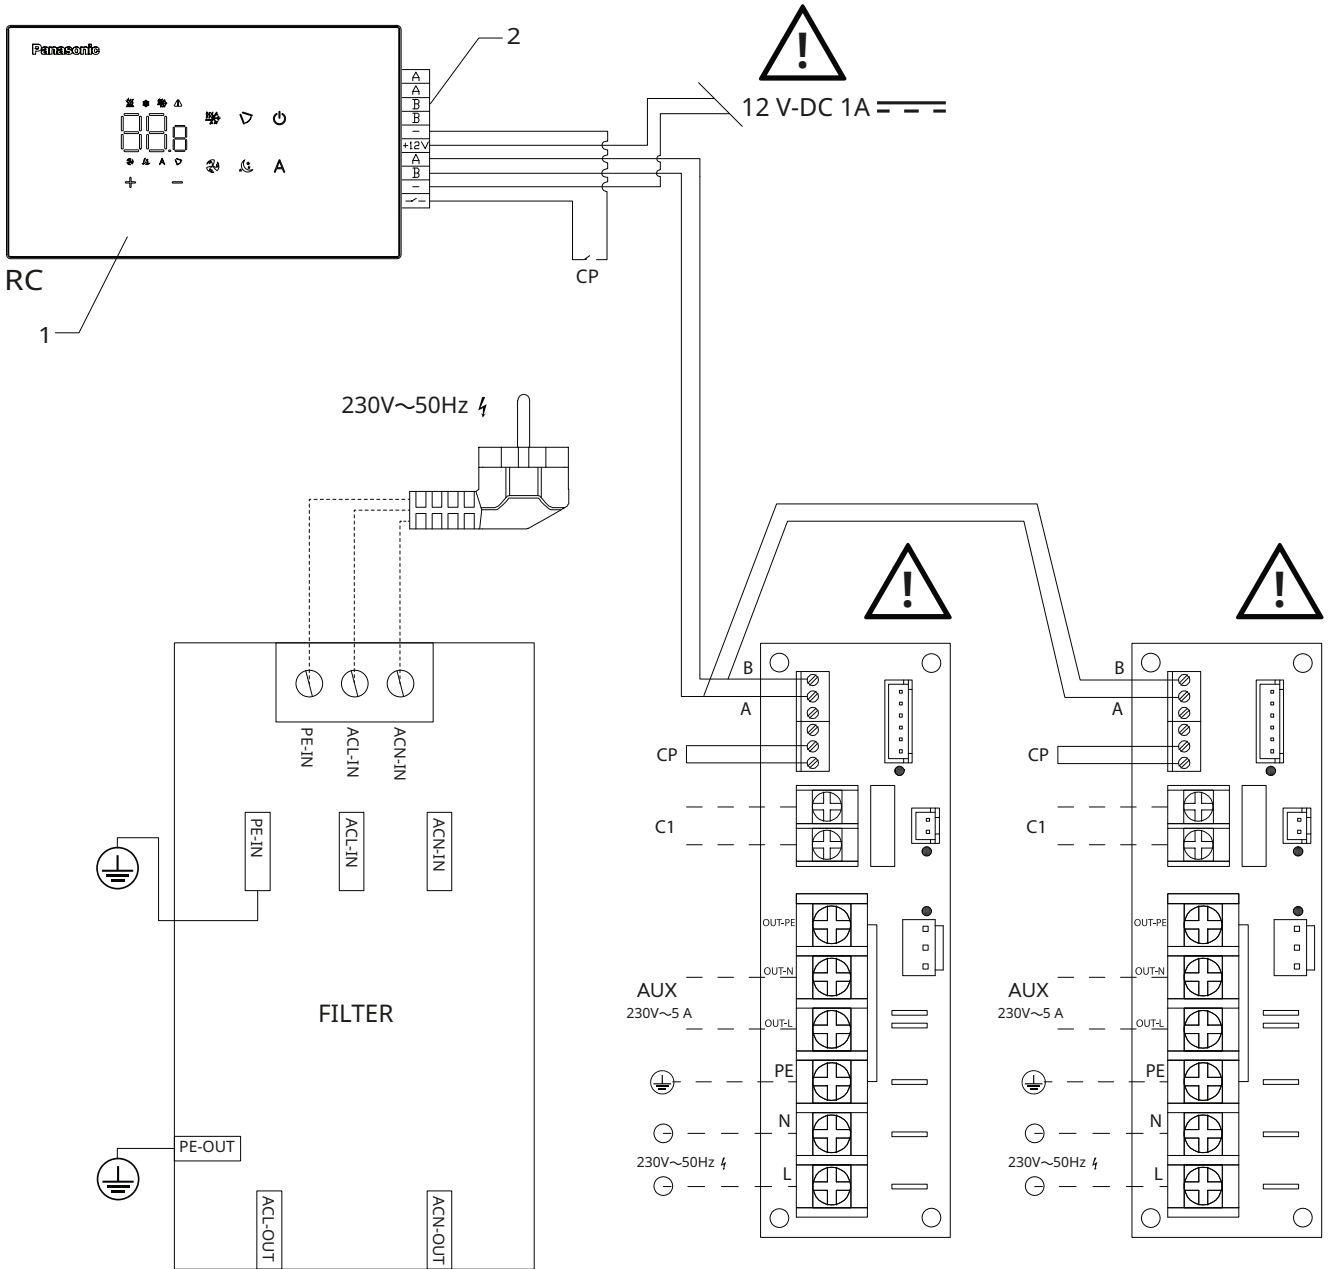 Panasonic
A
A
B
B
-
+12V
A
B
-
2
12 V-DC 1A
88.8
A
A
+ -
CP
RC
1
230V~50Hz
PE-IN
ACL-IN
ACN-IN
PE-IN
ACL-IN
ACN-IN
FILTER
PE-OUT
ACL-OUT
ACN-OUT
B
A
CP
C1
OUT-PE
OUT-N
AUX
230V~5 A
OUT-L
PE
N
230V~50Hz
L
B
A
CP
C1
OUT-PE
OUT-N
AUX
230V~5 A
OUT-L
PE
N
230V~50Hz
L